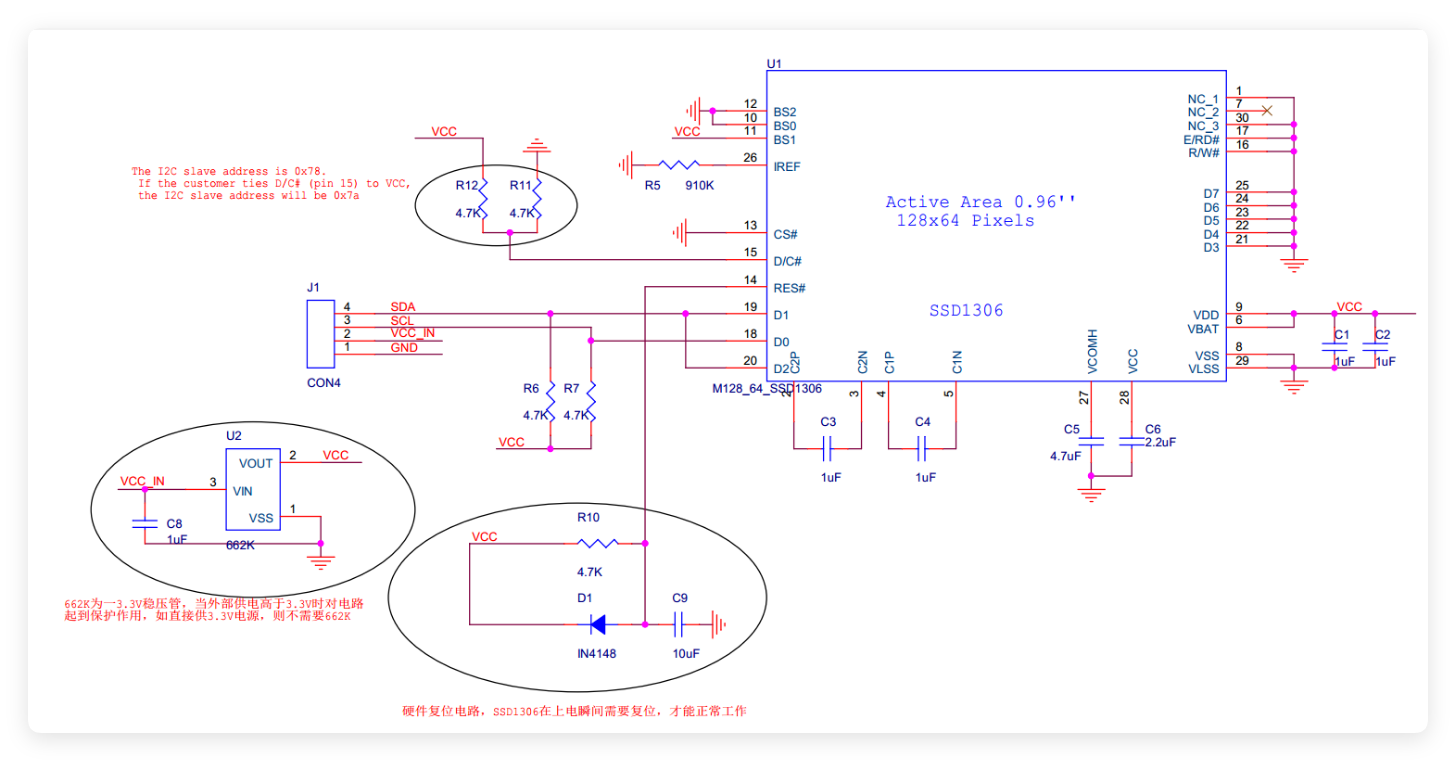 U1
12 BS2
10 BS0
VCC 11 BS1
26 IREF
R5 910K
VCC
R12 R11
4.7K 4.7K
The I2C slave address is 0x78.
If the customer ties D/C# (pin 15) to VCC,
the I2C slave address will be 0x7a
13 CS#
15 D/C#
14 RES#
19 D1
18 D0
20 D2
Active Area 0.96''
128x64 Pixels
SSD1306
NC_1 1
NC_2 7
NC_3 30
E/RD# 17
R/W# 16
D7 25
D6 24
D5 23
D4 22
D3 21
VDD 9
VBAT 6
VSS 8
VLSS 29
VCC
C1 C2
1uF 1uF
J1
4 SDA
3 SCL
2 VCC_IN
1 GND
CON4
R6 R7
4.7K 4.7K
VCC
C2P C2N C1P C1N VCOMH VCC
M128_64_SSD1306
2 3 4 5 27 28
C3 C4 C5 C6
1uF 1uF 4.7uF 2.2uF
U2
VOUT 2 VCC
VCC_IN 3 VIN
VSS 1
C8
1uF
662K
662K为一3.3V稳压管，当外部供电高于3.3V时对电路
起到保护作用，如直接供3.3V电源，则不需要662K
R10
VCC
4.7K
D1 C9
IN4148 10uF
硬件复位电路，SSD1306在上电瞬间需要复位，才能正常工作